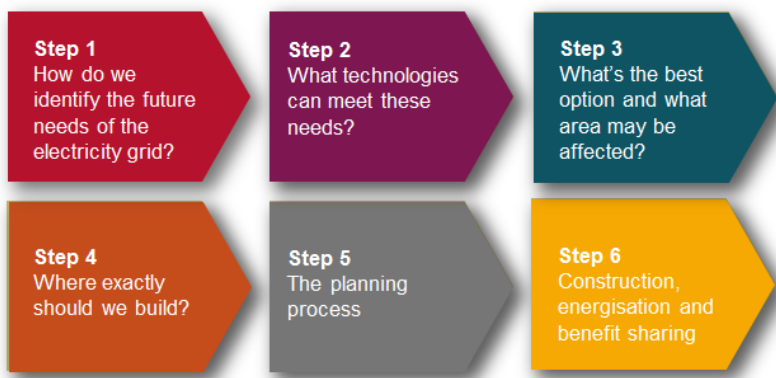 Step 1
How do we
identify the future
needs of the
electricity grid?
Step 2
What technologies
can meet these
needs?
Step 3
What's the best
option and what
area may be
affected?
Step 4
Where exactly
should we build?
Step 5
The planning
process
Step 6
Construction,
energisation and
benefit sharing